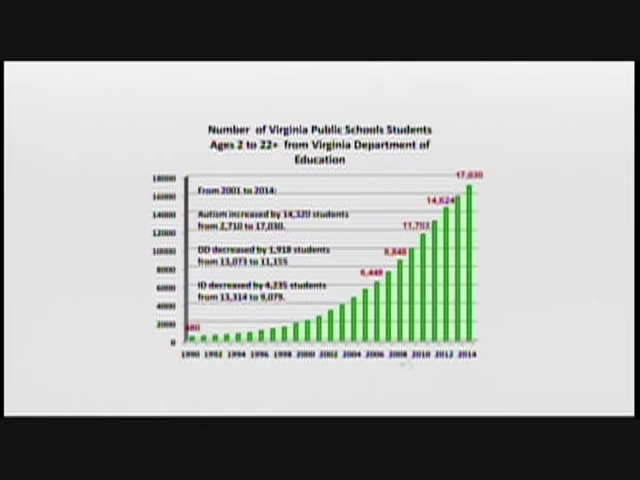 Number of Virginia Public Schools Students
Ages 2 to 22+ from Virginia Department of
Education
18000
16000
14000
12000
10000
8000
6000
4000
2000
0
From 2001 to 2014:
Autism increased by 14,320 students
from 2,710 to 17,030.
DD decreased by 1,918 students
from 13,073 to 11,155
ID decreased by 4,235 students
from 13,314 to 9,079.
6,448
8,848
11,703
14,624
17,030
1990 1992 1994 1996 1998 2000 2002 2004 2006 2008 2010 2012 2014